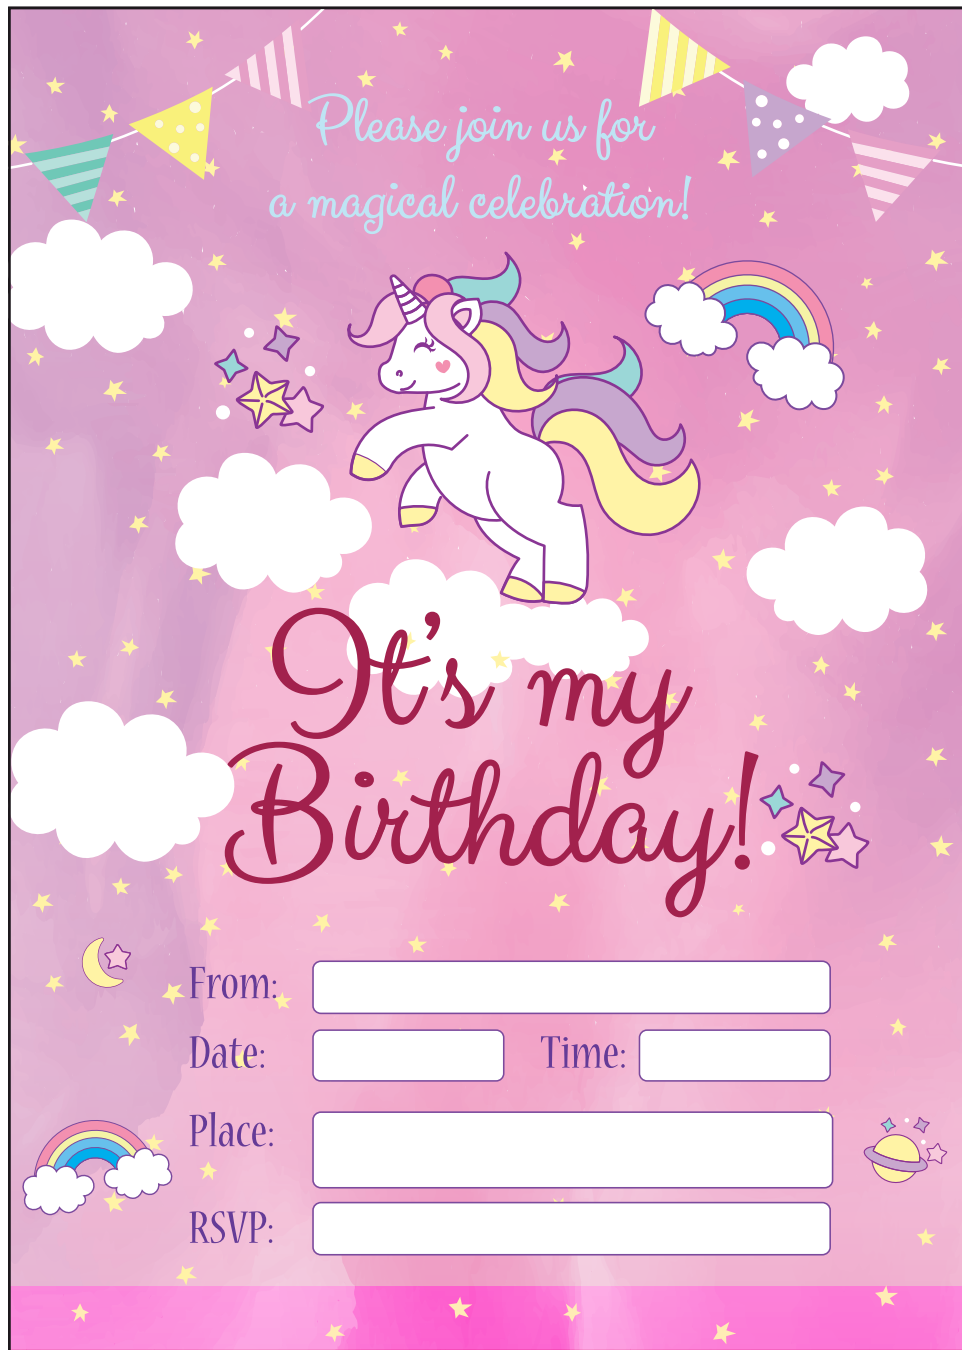 Please join us for
a magical celebration!
It's my
Birthday!
From:
Date: Time:
Place:
RSVP: